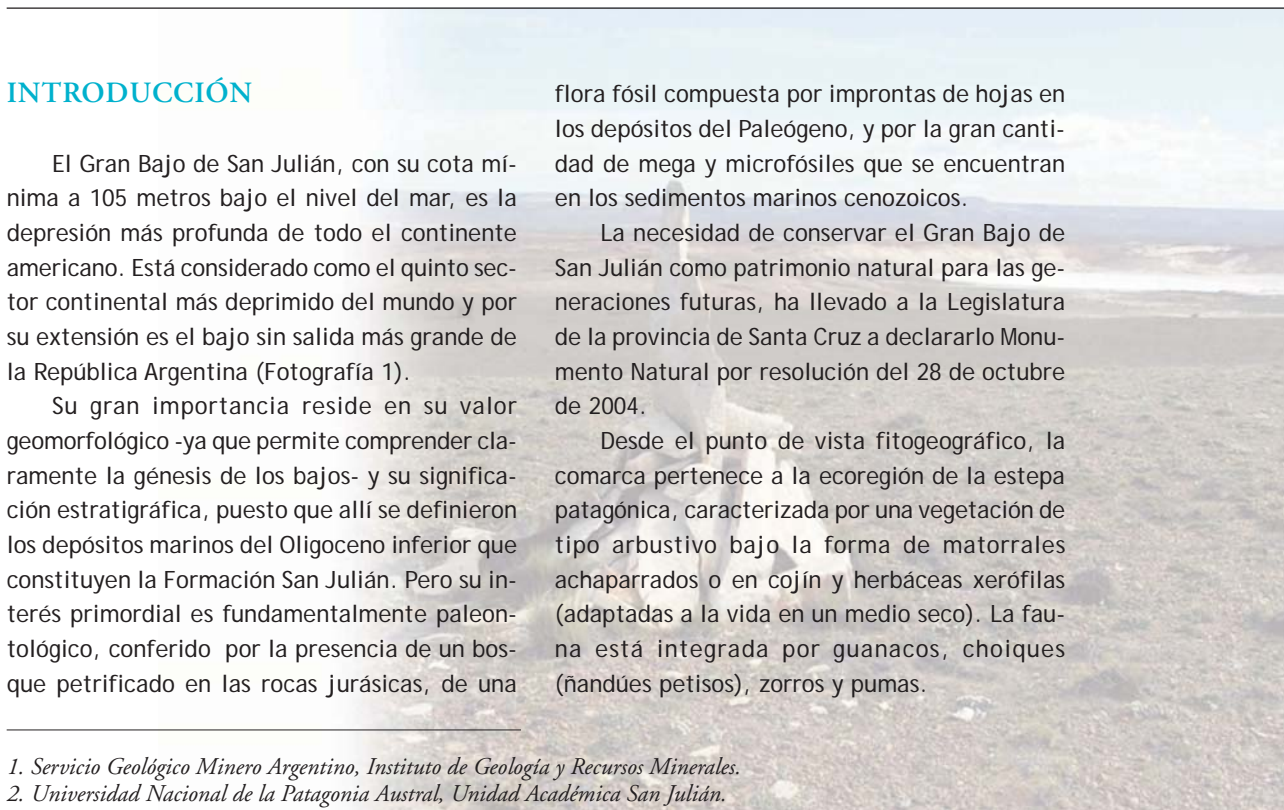 INTRODUCCIÓN
El Gran Bajo de San Julián, con su cota mí-
nima a 105 metros bajo el nivel del mar, es la
depresión más profunda de todo el continente
americano. Está considerado como el quinto sec-
tor continental más deprimido del mundo y por
su extensión es el bajo sin salida más grande de
la República Argentina (Fotografía 1).
Su gran importancia reside en su valor
geomorfológico -ya que permite comprender cla-
ramente la génesis de los bajos- y su significa-
ción estratigráfica, puesto que allí se definieron
los depósitos marinos del Oligoceno inferior que
constituyen la Formación San Julián. Pero su in-
terés primordial es fundamentalmente paleon-
tológico, conferido por la presencia de un bos-
que petrificado en las rocas jurásicas, de una
flora fósil compuesta por improntas de hojas en
los depósitos del Paleógeno, y por la gran canti-
dad de mega y microfósiles que se encuentran
en los sedimentos marinos cenozoicos.
La necesidad de conservar el Gran Bajo de
San Julián como patrimonio natural para las ge-
neraciones futuras, ha llevado a la Legislatura
de la provincia de Santa Cruz a declararlo Monu-
mento Natural por resolución del 28 de octubre
de 2004.
Desde el punto de vista fitogeográfico, la
comarca pertenece a la ecoregión de la estepa
patagónica, caracterizada por una vegetación de
tipo arbustivo bajo la forma de matorrales
achaparrados o en cojín y herbáceas xerófilas
(adaptadas a la vida en un medio seco). La fau-
na está integrada por guanacos, choiques
(ñandúes petisos), zorros y pumas.
1. Servicio Geológico Minero Argentino, Instituto de Geología y Recursos Minerales.
2. Universidad Nacional de la Patagonia Austral, Unidad Académica San Julián.